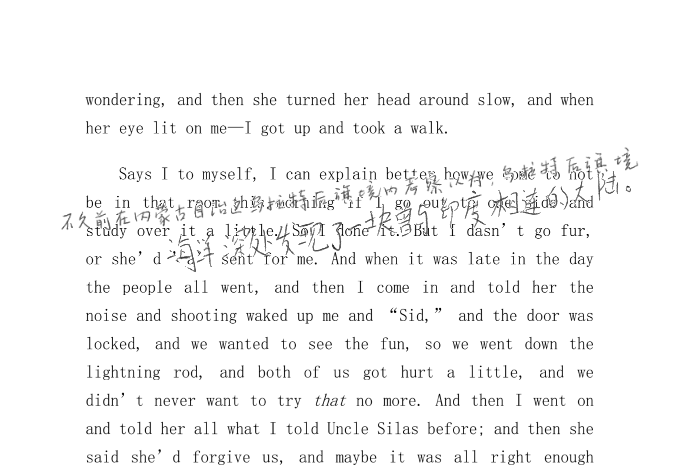 wondering, and then she turned her head around slow, and when
her eye lit on me—I got up and took a walk.
Says I to myself, I can explain better how we come to not
be in that room this morning if I go out to one side and
study over it a little. So I done it. But I dasn’t go fur,
or she’d a sent for me. And when it was late in the day
the people all went, and then I come in and told her the
noise and shooting waked up me and “Sid,” and the door was
locked, and we wanted to see the fun, so we went down the
lightning rod, and both of us got hurt a little, and we
didn’t never want to try that no more. And then I went on
and told her all what I told Uncle Silas before; and then she
said she’d forgive us, and maybe it was all right enough
不久前在内蒙古自治区乌拉特后旗境内考察以行,乌拉特后旗境
海洋深处发现了一块曾与印度相连的大陆。